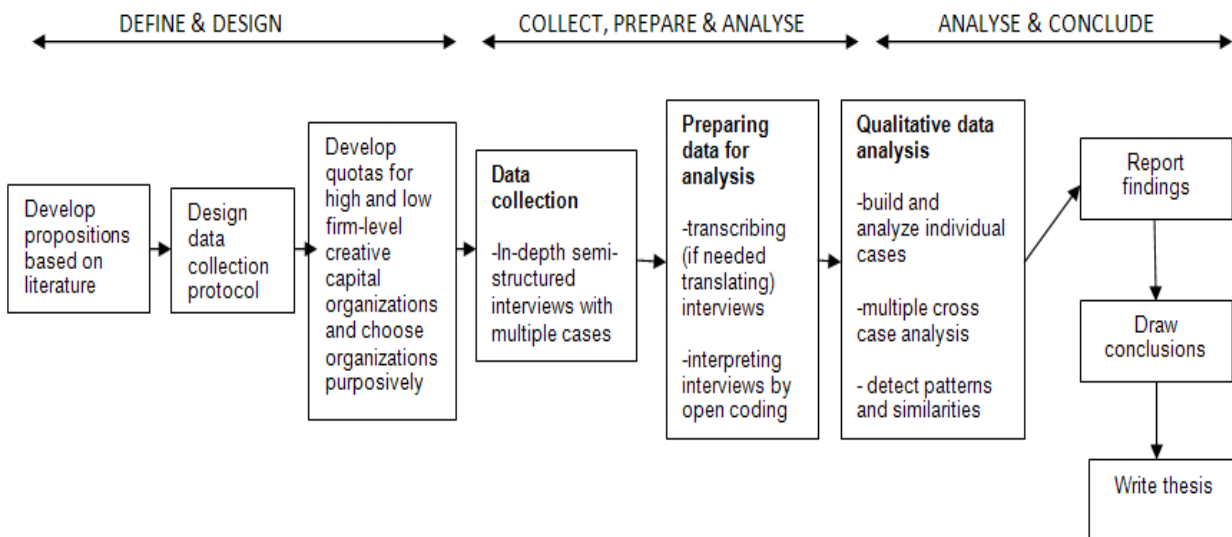 DEFINE & DESIGN
COLLECT, PREPARE & ANALYSE
ANALYSE & CONCLUDE
Develop
propositions
based on
literature
Design
data
collection
protocol
Develop
quotas for
high and low
firm-level
creative
capital
organizations
and choose
organizations
purposively
Data
collection
-In-depth semi-
structured
interviews with
multiple cases
Preparing
data for
analysis
-transcribing
(if needed
translating)
interviews
-interpreting
interviews by
open coding
Qualitative data
analysis
-build and
analyze individual
cases
-multiple cross
case analysis
- detect patterns
and similarities
Report
findings
Draw
conclusions
Write thesis